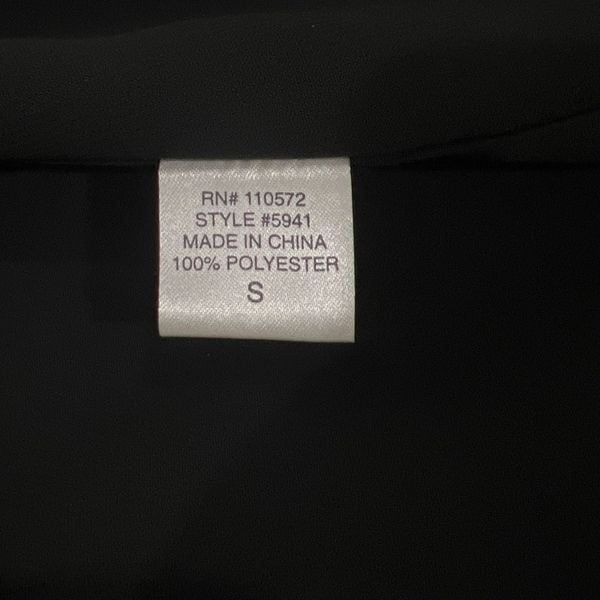 RN# 110572
STYLE #5941
MADE IN CHINA
100% POLYESTER
S